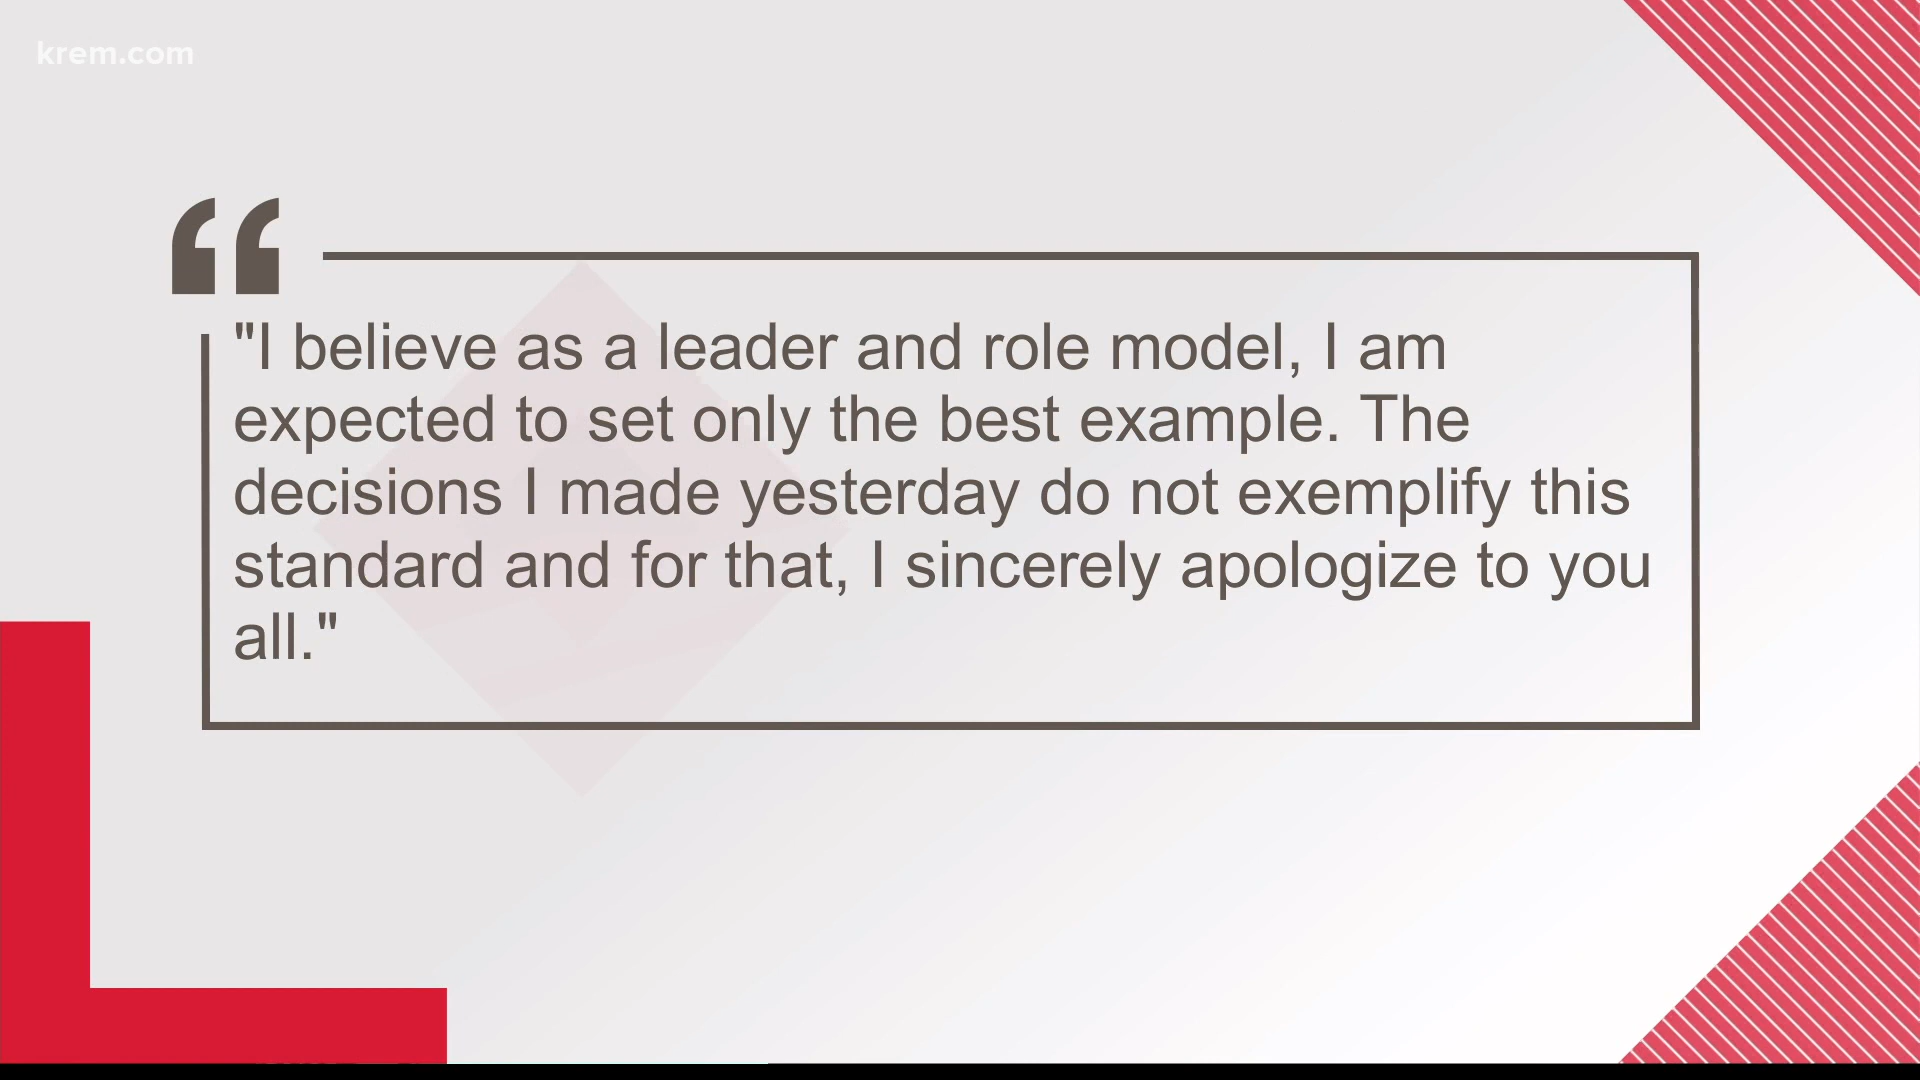 krem.com
"I believe as a leader and role model, I am
expected to set only the best example. The
decisions I made yesterday do not exemplify this
standard and for that, I sincerely apologize to you
all."